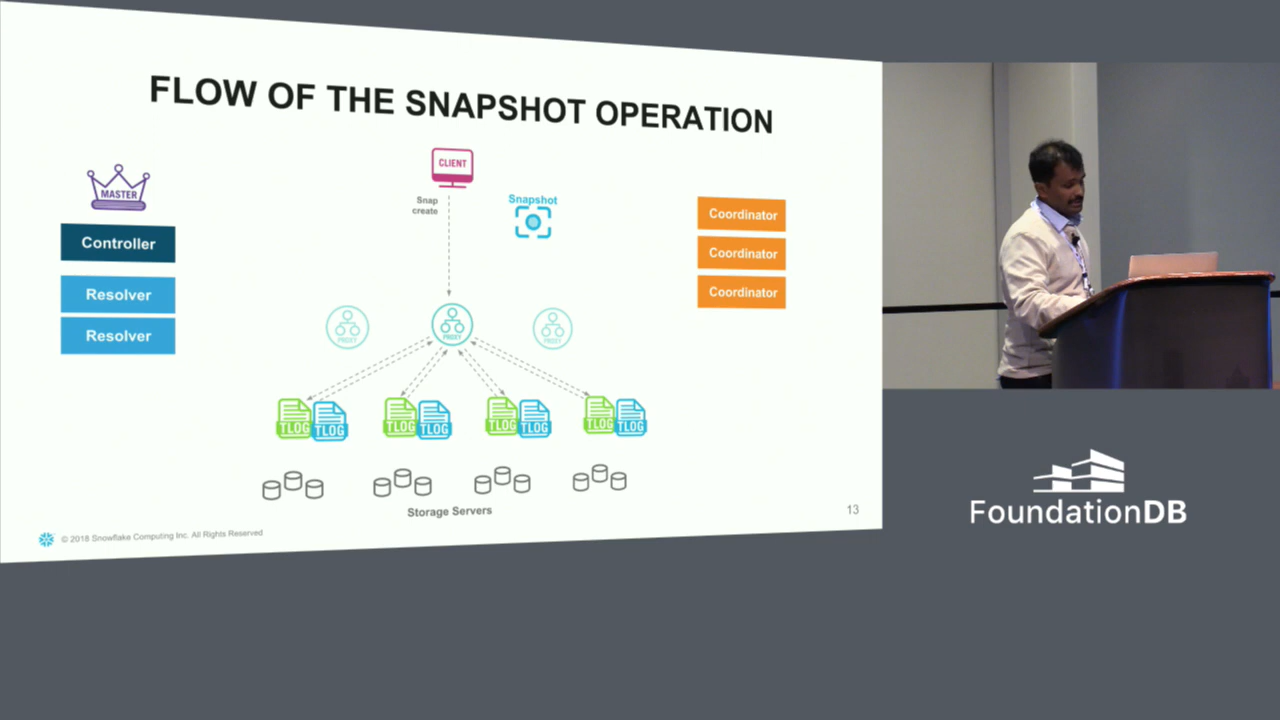 FLOW OF THE SNAPSHOT OPERATION
MASTER
Controller
Resolver
Resolver
CLIENT
Snap
create
Snapshot
Coordinator
Coordinator
Coordinator
PROXY
PROXY
PROXY
TLOG
TLOG
TLOG
TLOG
TLOG
TLOG
TLOG
TLOG
Storage Servers
© 2018 Snowflake Computing Inc. All Rights Reserved
13
FoundationDB